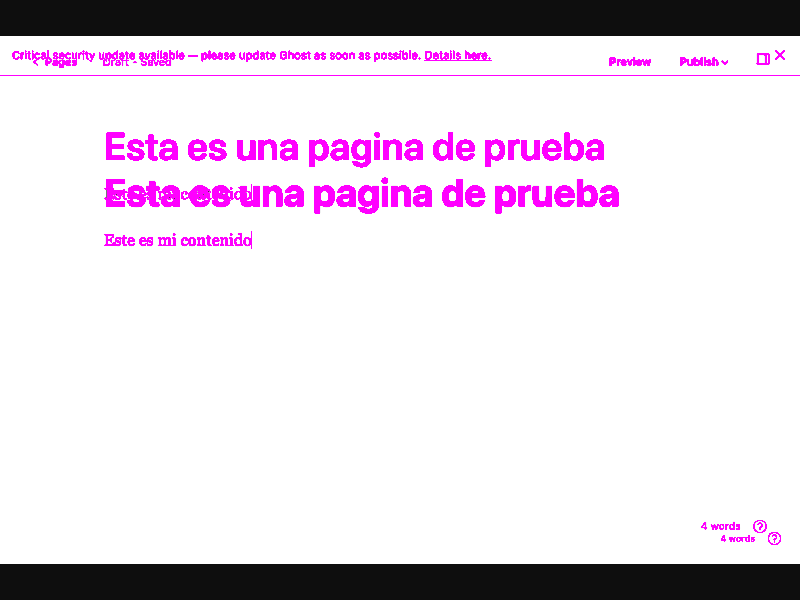 Critical security update available — please update Ghost as soon as possible. Details here.
Pages Draft - Saved Preview Publish
Esta es una pagina de prueba
Esta es una pagina de prueba
Este es mi contenido
Este es mi contenido
4 words
4 words